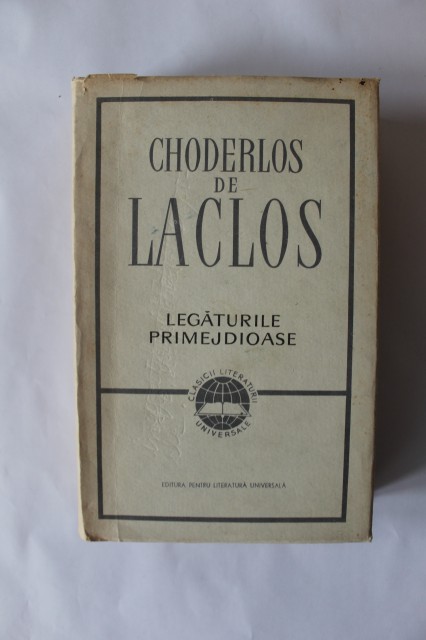 CHODERLOS
DE
LACLOS
LEGĂTURILE
PRIMEJDIOASE
CLASICII LITERATURII
UNIVERSALE
EDITURA PENTRU LITERATURĂ UNIVERSALĂ